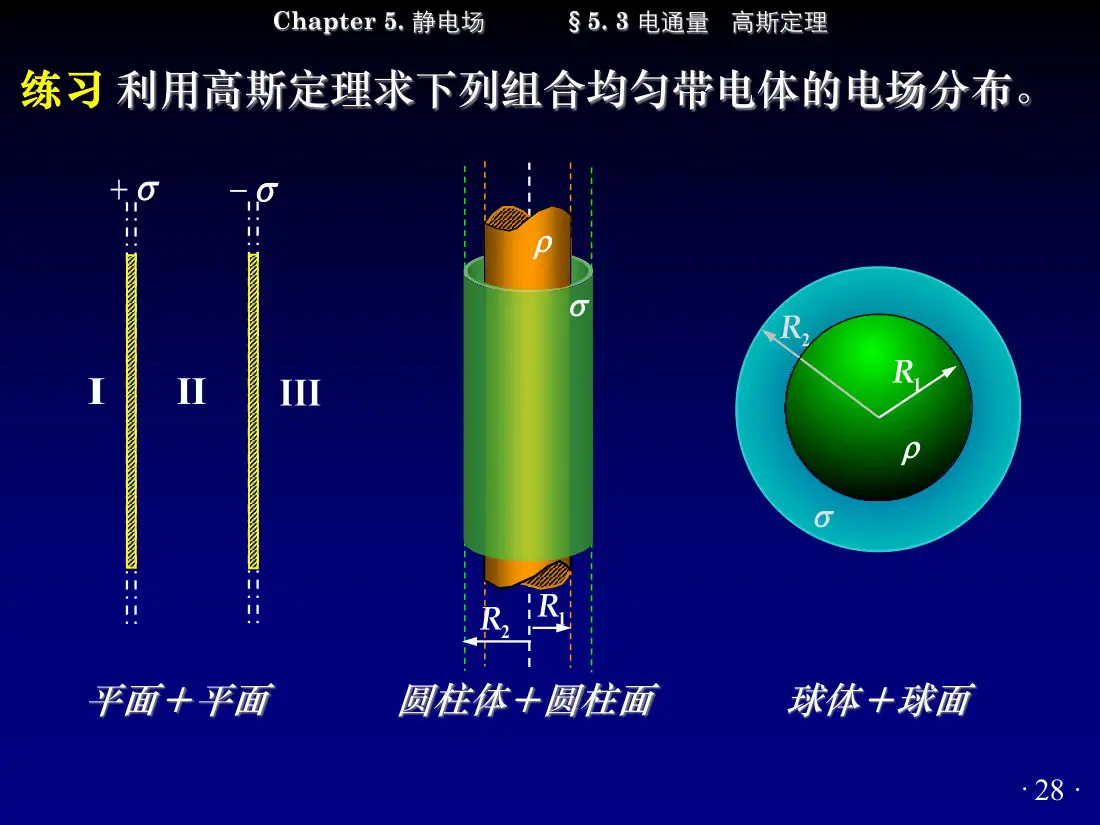 Chapter 5. 静电场 §5. 3 电通量 高斯定理
练习 利用高斯定理求下列组合均匀带电体的电场分布。
+σ −σ
ρ
σ
I II III
R₂
R₁
ρ
σ
R₂ R₁
平面＋平面 圆柱体＋圆柱面 球体＋球面
· 28 ·